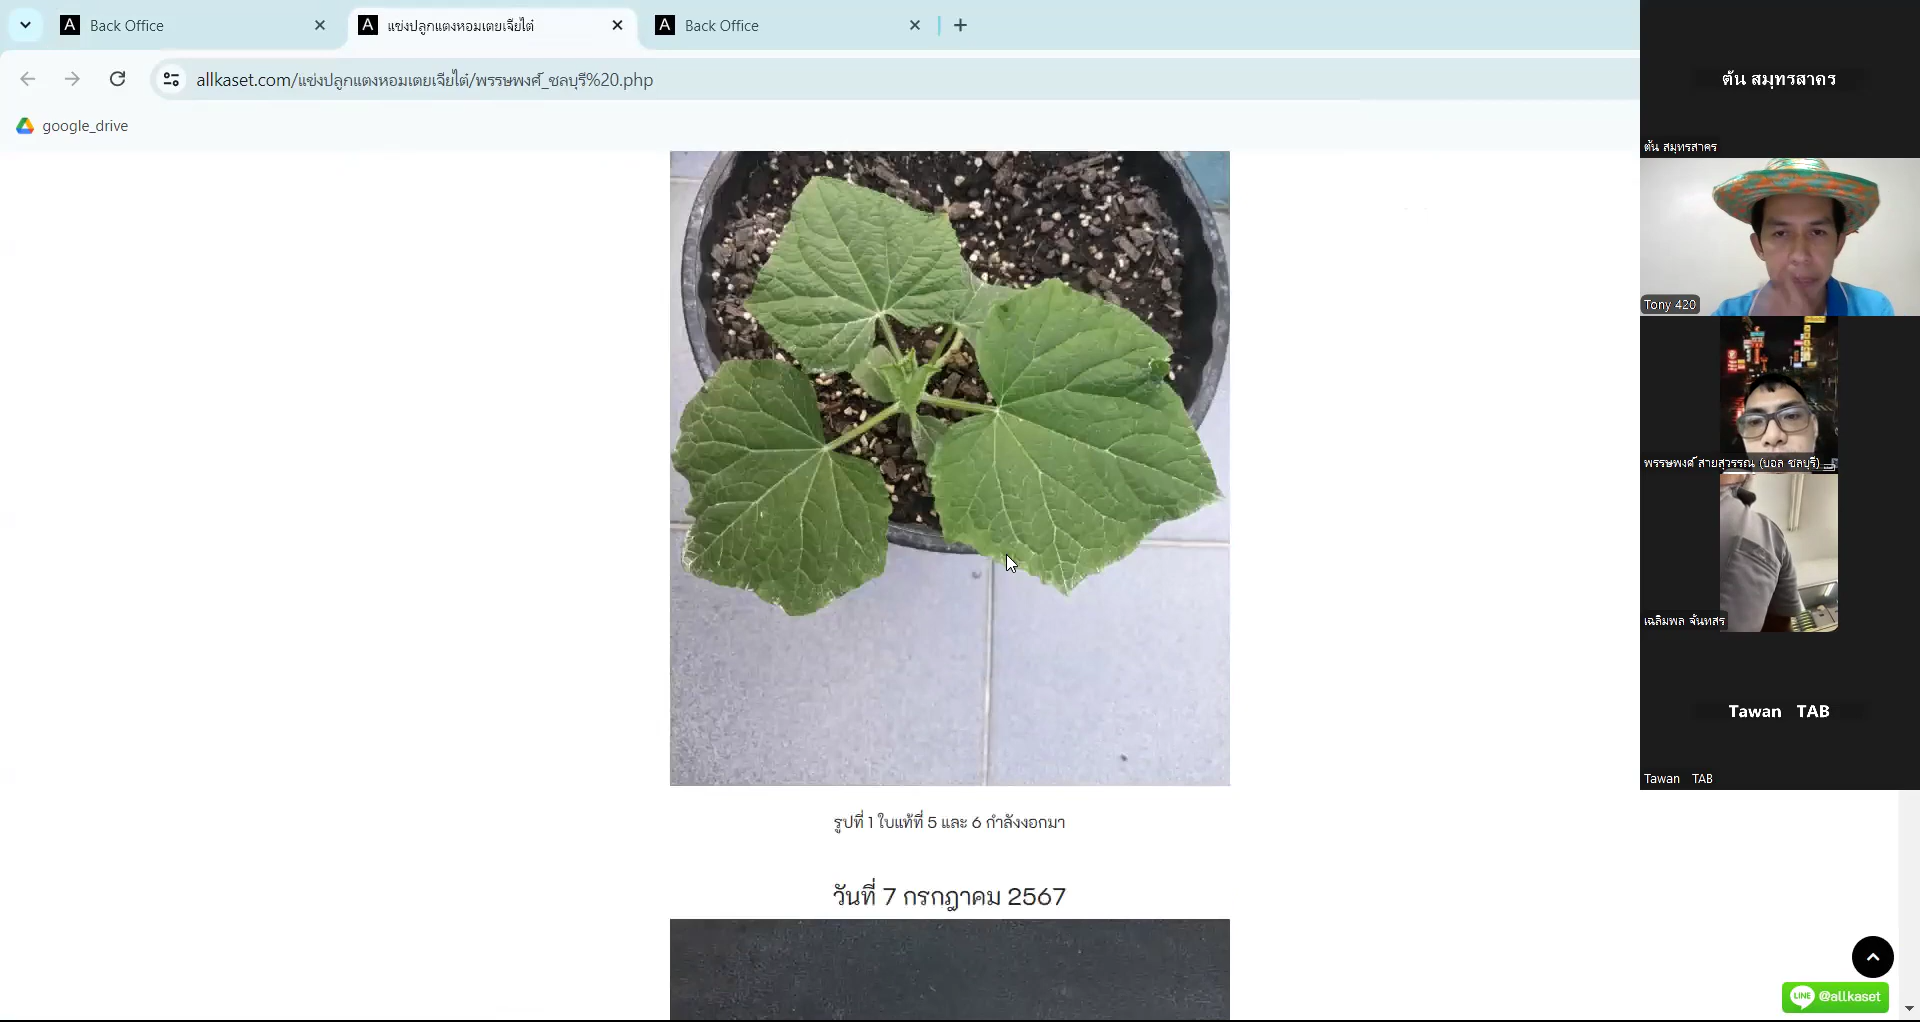 Back Office
แข่งปลูกแตงหอมเตยเจียไต๋
Back Office
allkaset.com/แข่งปลูกแตงหอมเตยเจียไต๋/พรรษพงศ์_ชลบุรี%20.php
google_drive
ต้น สมุทรสาคร
ต้น สมุทรสาคร
Tony 420
พรรษพงศ์ สายสุวรรณ (บอล ชลบุรี)
เฉลิมพล จันทสร
Tawan TAB
Tawan TAB
รูปที่ 1 ใบแท้ที่ 5 และ 6 กำลังงอกมา
วันที่ 7 กรกฎาคม 2567
LINE @allkaset